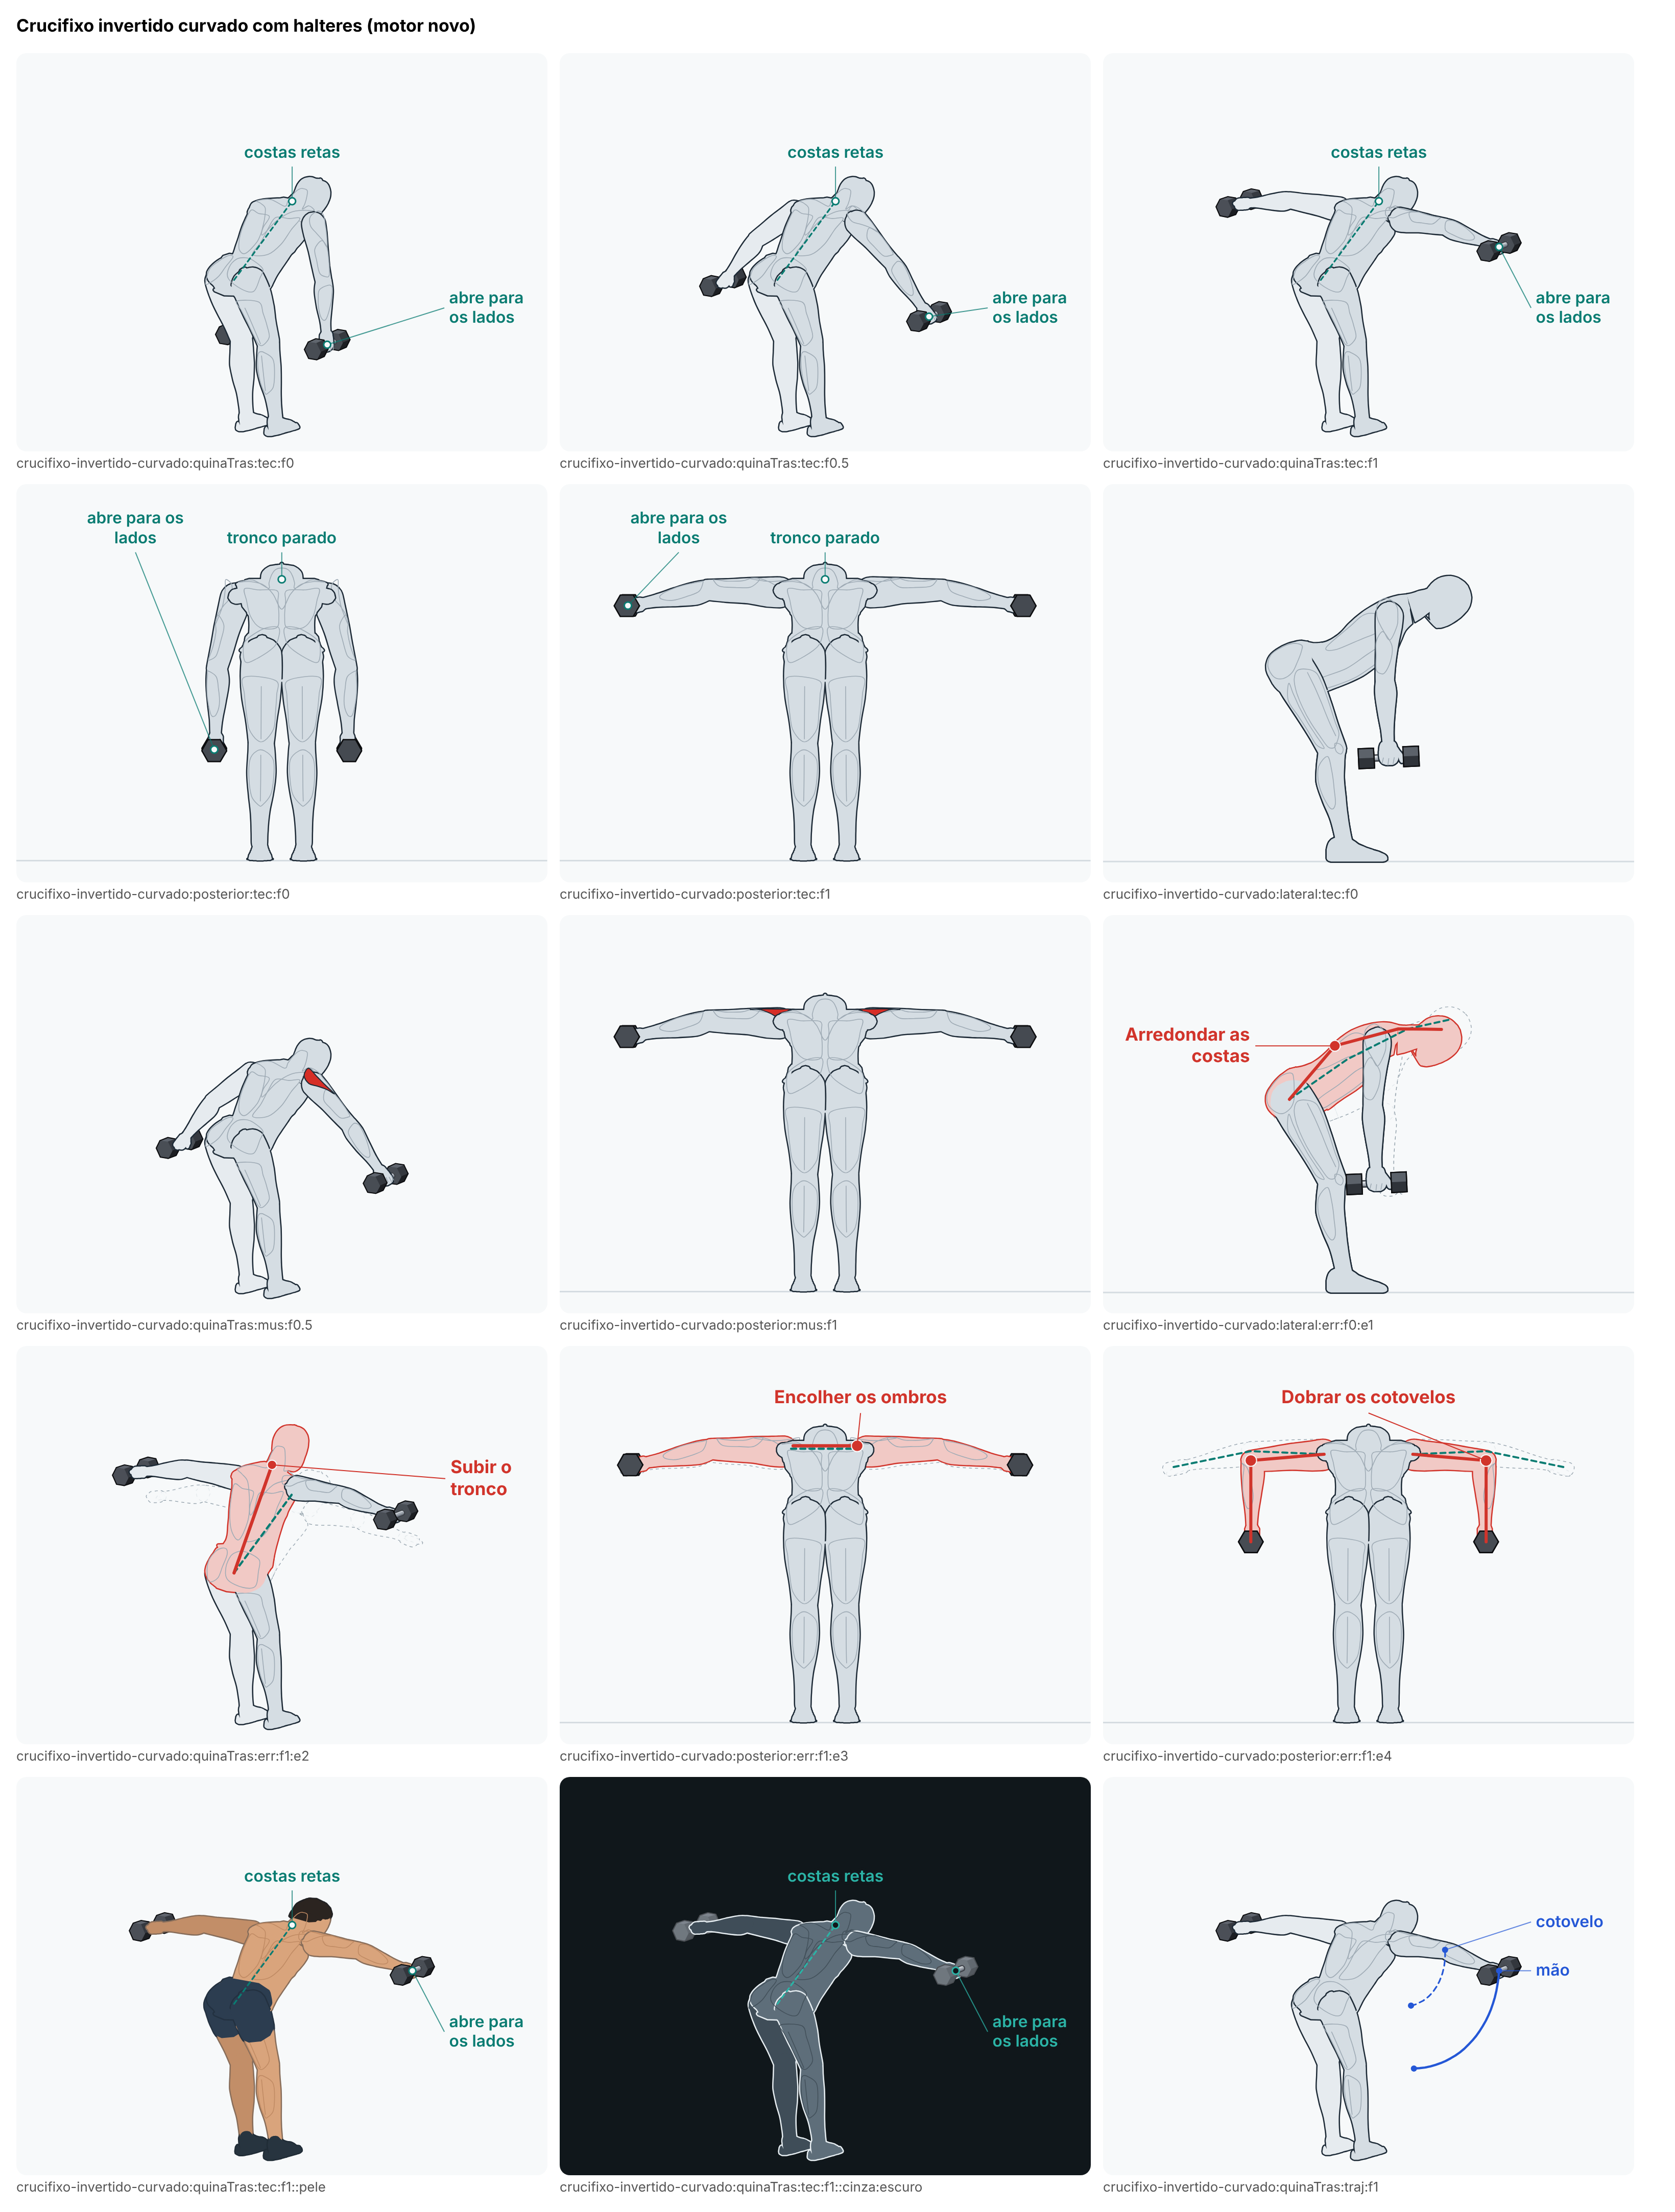 Crucifixo invertido curvado com halteres (motor novo)
costas retas
abre para
os lados
crucifixo-invertido-curvado:quinaTras:tec:f0
costas retas
abre para
os lados
crucifixo-invertido-curvado:quinaTras:tec:f0.5
costas retas
abre para
os lados
crucifixo-invertido-curvado:quinaTras:tec:f1
abre para os
lados
tronco parado
crucifixo-invertido-curvado:posterior:tec:f0
abre para os
lados
tronco parado
crucifixo-invertido-curvado:posterior:tec:f1
crucifixo-invertido-curvado:lateral:tec:f0
crucifixo-invertido-curvado:quinaTras:mus:f0.5
crucifixo-invertido-curvado:posterior:mus:f1
Arredondar as
costas
crucifixo-invertido-curvado:lateral:err:f0:e1
Subir o
tronco
crucifixo-invertido-curvado:quinaTras:err:f1:e2
Encolher os ombros
crucifixo-invertido-curvado:posterior:err:f1:e3
Dobrar os cotovelos
crucifixo-invertido-curvado:posterior:err:f1:e4
costas retas
abre para
os lados
crucifixo-invertido-curvado:quinaTras:tec:f1::pele
costas retas
abre para
os lados
crucifixo-invertido-curvado:quinaTras:tec:f1::cinza:escuro
cotovelo
mão
crucifixo-invertido-curvado:quinaTras:traj:f1